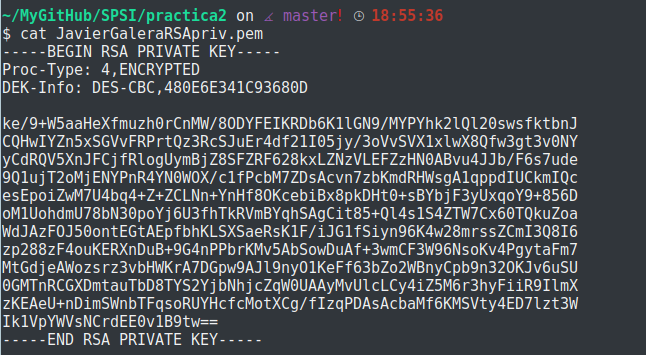 ~/MyGitHub/SPSI/practica2 on master! 18:55:36
$ cat JavierGaleraRSApriv.pem
-----BEGIN RSA PRIVATE KEY-----
Proc-Type: 4,ENCRYPTED
DEK-Info: DES-CBC,480E6E341C93680D

ke/9+W5aaHeXfmuzh0rCnMW/8ODYFEIKRDb6K1lGN9/MYPYhk2lQl20swsfktbnJ
CQHwIYZn5xSGVvFRPrtQz3RcSJuEr4df21I05jy/3oVvSVX1xlwX8Qfw3gt3v0NY
yCdRQV5XnJFCjfRlogUymBjZ8SFZRF628kxLZNzVLEFZzHN0ABvu4JJb/F6s7ude
9Q1ujT2oMjENYPnR4YN0WOX/c1fPcbM7ZDsAcvn7zbKmdRHWsgA1qppdIUCkmIQc
esEpoiZwM7U4bq4+Z+ZCLNn+YnHf8OKcebiBx8pkDHt0+sBYbjF3yUxqoY9+856D
oM1UohdmU78bN30poYj6U3fhTkRVmBYqhSAgCit85+Ql4s1S4ZTW7Cx60TQkuZoa
WdJAzFOJ50ontEGtAEpfbhKLSXSaeRsK1F/iJG1fSiyn96K4w28mrssZCmI3Q8I6
zp288zF4ouKERXnDuB+9G4nPPbrKMv5AbSowDuAf+3wmCF3W96NsoKv4PgytaFm7
MtGdjeAWozsrz3vbHWKrA7DGpw9AJl9nyO1KeFf63bZo2WBnyCpb9n32OKJv6uSU
0GMTnRCGXDmtauTbD8TYS2YjbNhjcZqW0UAAyMvUlcLCy4iZ5M6r3hyFiiR9IlmX
zKEAeU+nDimSWnbTFqsoRUYHcfcMotXCg/fIzqPDAsAcbaMf6KMSVty4ED7lzt3W
Ik1VpYWVsNCrdEE0v1B9tw==
-----END RSA PRIVATE KEY-----